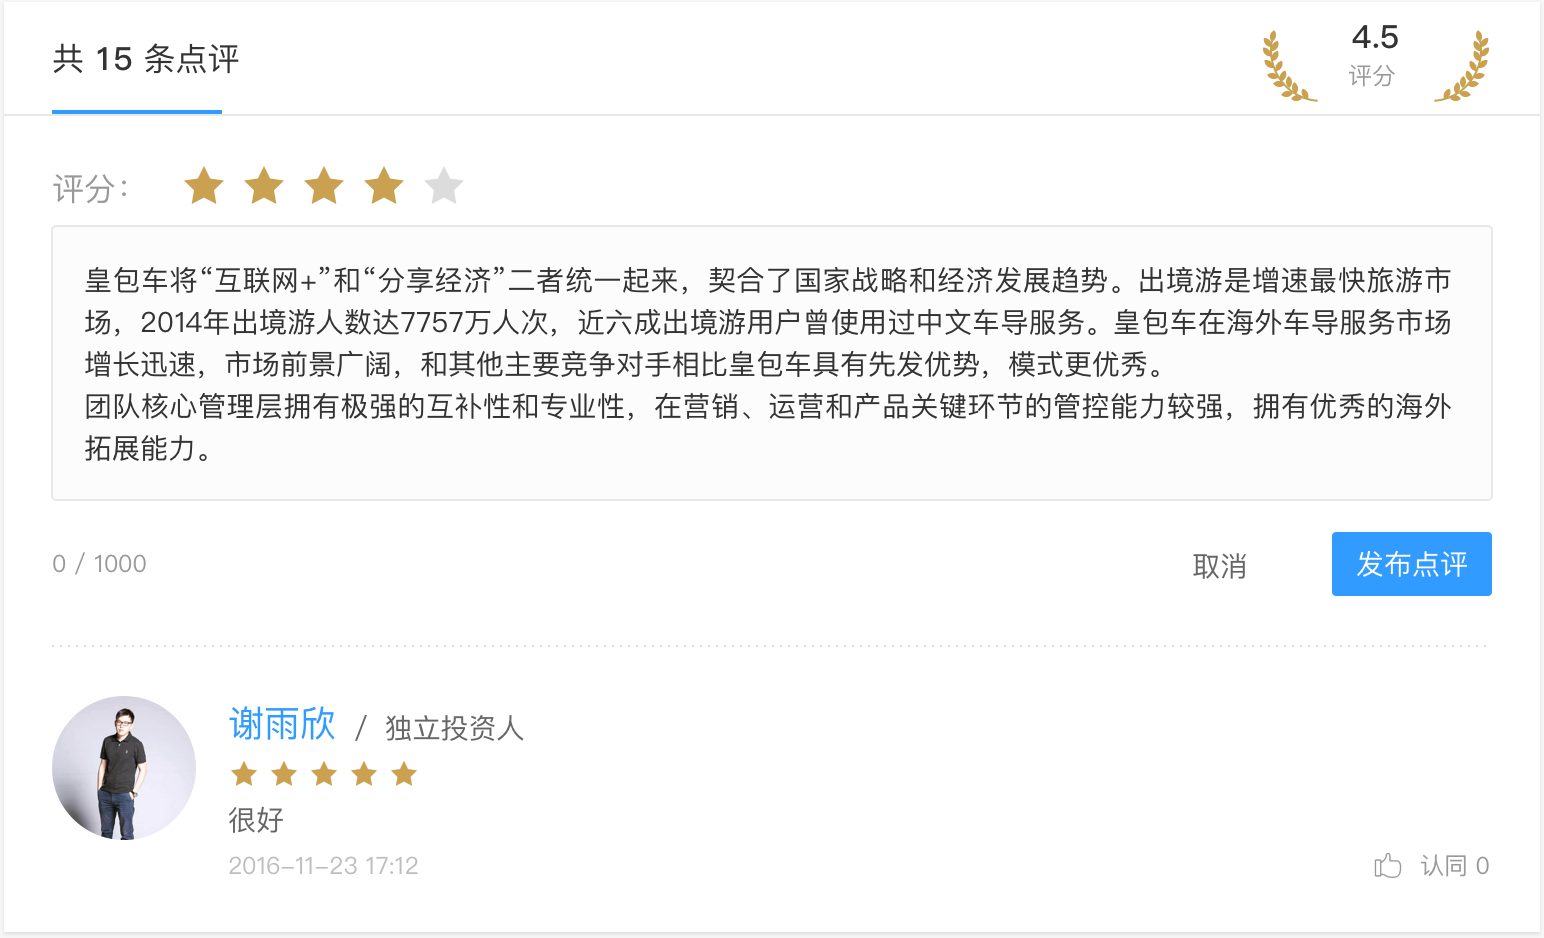 共 15 条点评
4.5
评分
评分：
皇包车将“互联网+”和“分享经济”二者统一起来，契合了国家战略和经济发展趋势。出境游是增速最快旅游市
场，2014年出境游人数达7757万人次，近六成出境游用户曾使用过中文车导服务。皇包车在海外车导服务市场
增长迅速，市场前景广阔，和其他主要竞争对手相比皇包车具有先发优势，模式更优秀。
团队核心管理层拥有极强的互补性和专业性，在营销、运营和产品关键环节的管控能力较强，拥有优秀的海外
拓展能力。
0 / 1000
取消
发布点评
谢雨欣 / 独立投资人
很好
2016-11-23 17:12
认同 0